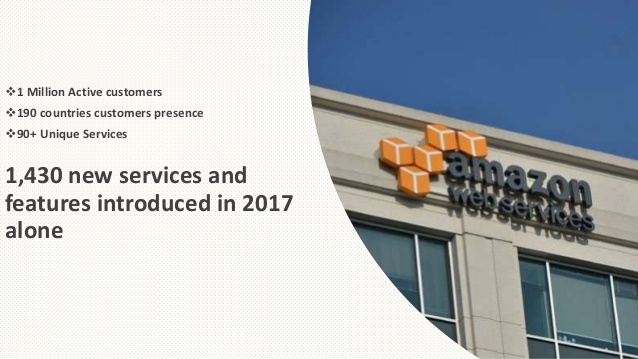 ❖1 Million Active customers
❖190 countries customers presence
❖90+ Unique Services
1,430 new services and
features introduced in 2017
alone
amazon
web services